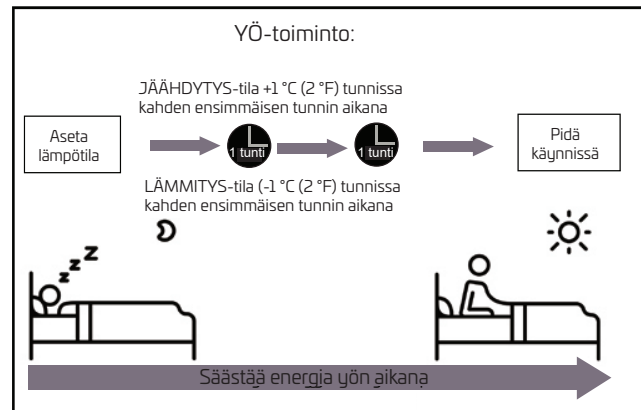 YÖ-toiminto:
JÄÄHDYTYS-tila +1 °C (2 °F) tunnissa
kahden ensimmäisen tunnin aikana
Aseta
lämpötila
1 tunti
1 tunti
Pidä
käynnissä
LÄMMITYS-tila (-1 °C (2 °F) tunnissa
kahden ensimmäisen tunnin aikana
z z Z
Säästää energia yön aikana